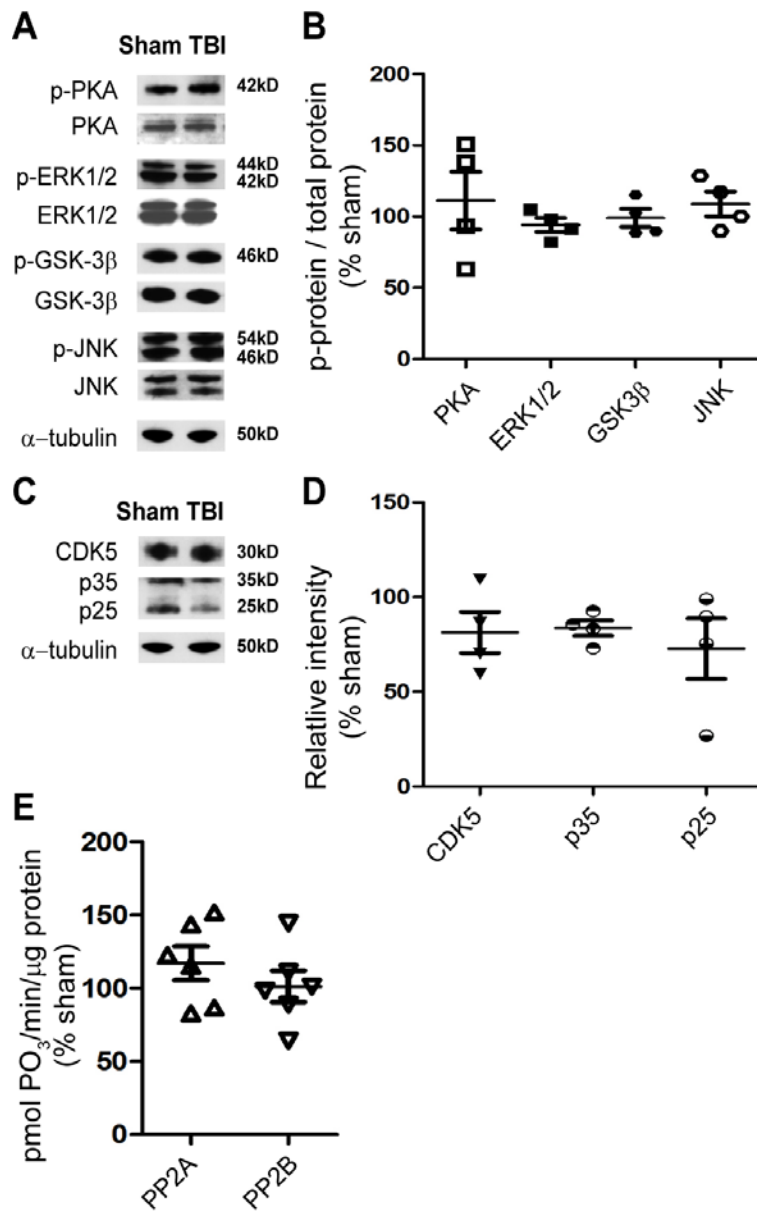 A
Sham TBI
p-PKA 42kD
PKA
p-ERK1/2 44kD
42kD
ERK1/2
p-GSK-3β 46kD
GSK-3β
p-JNK 54kD
46kD
JNK
α-tubulin 50kD
B
p-protein / total protein
(% sham)
200
150
100
50
0
PKA
ERK1/2
GSK3β
JNK
C
Sham TBI
CDK5 30kD
p35 35kD
p25 25kD
α-tubulin 50kD
D
Relatlive intensity
(% sham)
150
100
50
0
CDK5
p35
p25
E
pmol PO3/min/μg protein
(% sham)
200
150
100
50
0
PP2A
PP2B